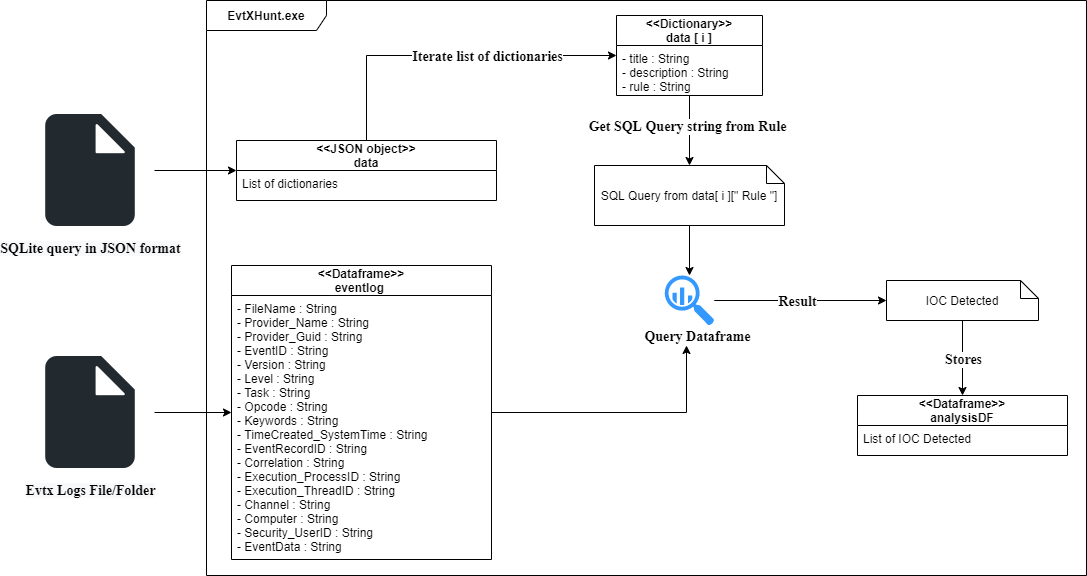 EvtXHunt.exe
<<Dictionary>>
data [ i ]
- title : String
- description : String
- rule : String
Iterate list of dictionaries
Get SQL Query string from Rule
<<JSON object>>
data
List of dictionaries
SQL Query from data[ i ][" Rule "]
SQLite query in JSON format
<<Dataframe>>
eventlog
- FileName : String
- Provider_Name : String
- Provider_Guid : String
- EventID : String
- Version : String
- Level : String
- Task : String
- Opcode : String
- Keywords : String
- TimeCreated_SystemTime : String
- EventRecordID : String
- Correlation : String
- Execution_ProcessID : String
- Execution_ThreadID : String
- Channel : String
- Computer : String
- Security_UserID : String
- EventData : String
Evtx Logs File/Folder
Query Dataframe
Result
IOC Detected
Stores
<<Dataframe>>
analysisDF
List of IOC Detected